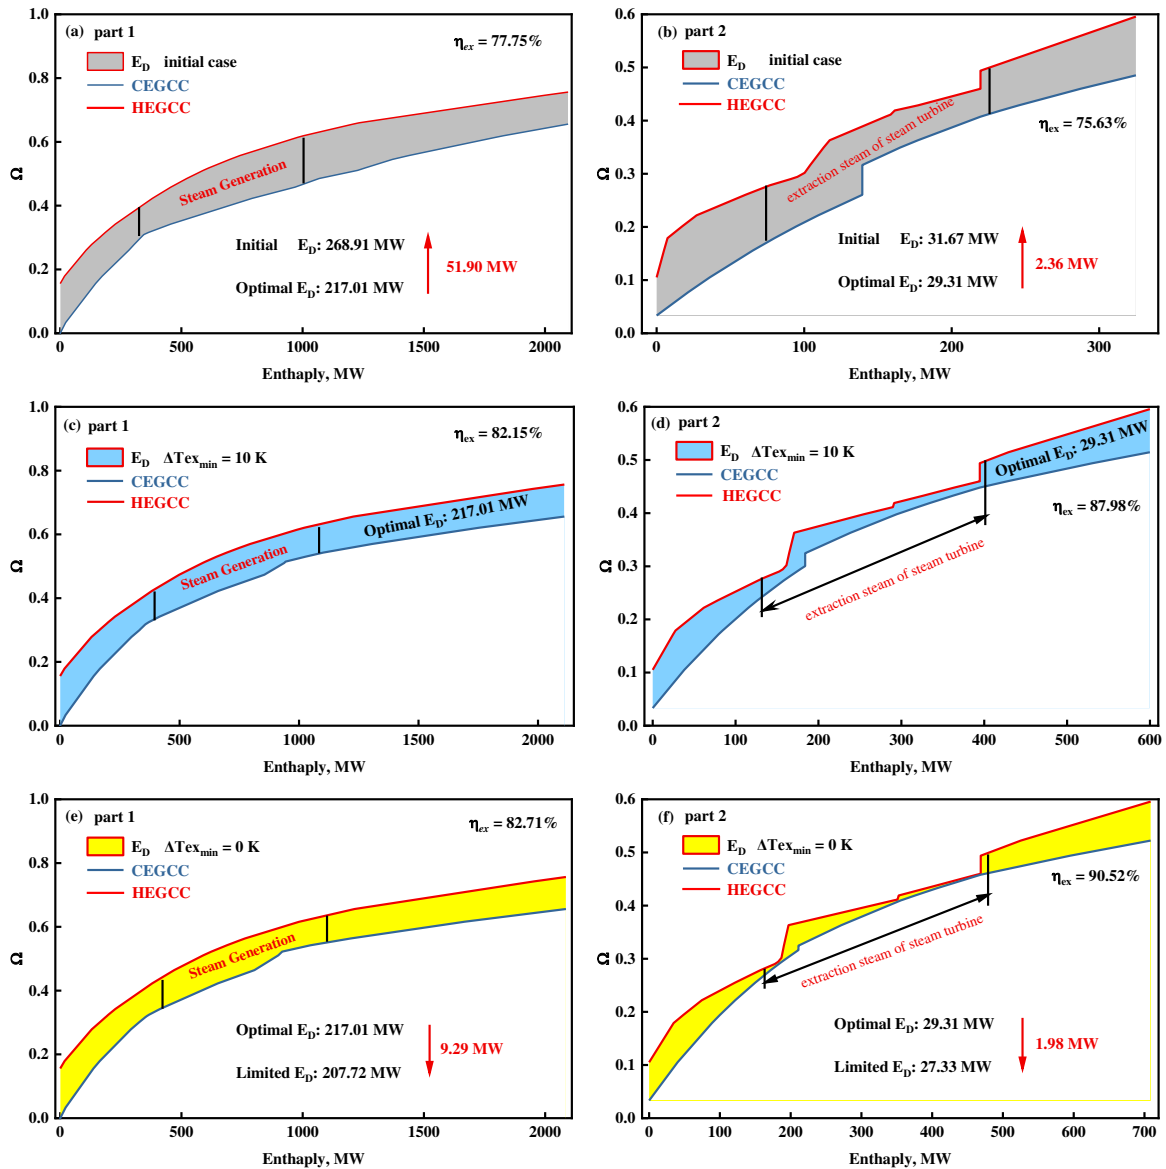 (a) part 1
η_ex = 77.75%
E_D initial case
CEGCC
HEGCC
Steam Generation
Initial E_D: 268.91 MW
Optimal E_D: 217.01 MW
51.90 MW
1.0
0.8
0.6
0.4
0.2
0.0
Ω
0 500 1000 1500 2000
Enthaply, MW
(b) part 2
E_D initial case
CEGCC
HEGCC
η_ex = 75.63%
extraction steam of steam turbine
Initial E_D: 31.67 MW
Optimal E_D: 29.31 MW
2.36 MW
0.6
0.5
0.4
0.3
0.2
0.1
0.0
Ω
0 100 200 300
Enthaply, MW
(c) part 1
η_ex = 82.15%
E_D ΔTex_min = 10 K
CEGCC
HEGCC
Optimal E_D: 217.01 MW
Steam Generation
1.0
0.8
0.6
0.4
0.2
0.0
Ω
0 500 1000 1500 2000
Enthaply, MW
(d) part 2
E_D ΔTex_min = 10 K
CEGCC
HEGCC
Optimal E_D: 29.31 MW
η_ex = 87.98%
extraction steam of steam turbine
0.6
0.5
0.4
0.3
0.2
0.1
0.0
Ω
0 100 200 300 400 500 600
Enthaply, MW
(e) part 1
η_ex = 82.71%
E_D ΔTex_min = 0 K
CEGCC
HEGCC
Steam Generation
Optimal E_D: 217.01 MW
Limited E_D: 207.72 MW
9.29 MW
1.0
0.8
0.6
0.4
0.2
0.0
Ω
0 500 1000 1500 2000
Enthaply, MW
(f) part 2
E_D ΔTex_min = 0 K
CEGCC
HEGCC
η_ex = 90.52%
extraction steam of steam turbine
Optimal E_D: 29.31 MW
Limited E_D: 27.33 MW
1.98 MW
0.6
0.5
0.4
0.3
0.2
0.1
0.0
Ω
0 100 200 300 400 500 600 700
Enthaply, MW